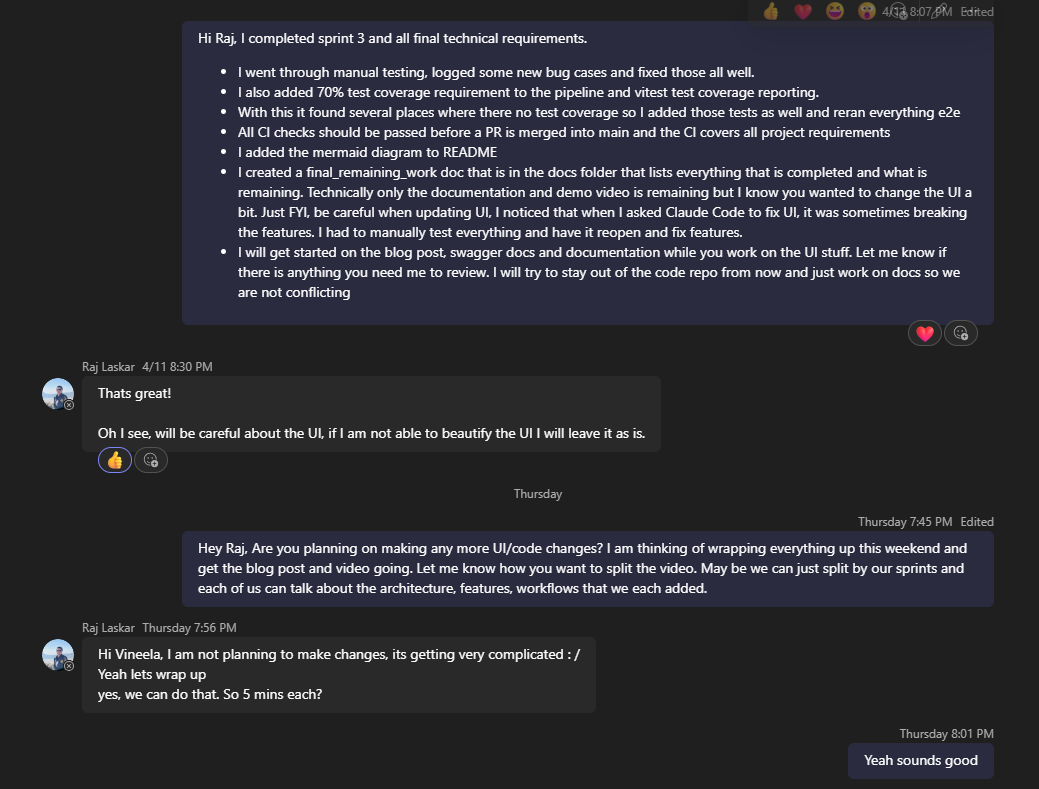 4/11 8:07 PM Edited
Hi Raj, I completed sprint 3 and all final technical requirements.
• I went through manual testing, logged some new bug cases and fixed those all well.
• I also added 70% test coverage requirement to the pipeline and vitest test coverage reporting.
• With this it found several places where there no test coverage so I added those tests as well and reran everything e2e
• All CI checks should be passed before a PR is merged into main and the CI covers all project requirements
• I added the mermaid diagram to README
• I created a final_remaining_work doc that is in the docs folder that lists everything that is completed and what is
remaining. Technically only the documentation and demo video is remaining but I know you wanted to change the UI a
bit. Just FYI, be careful when updating UI, I noticed that when I asked Claude Code to fix UI, it was sometimes breaking
the features. I had to manually test everything and have it reopen and fix features.
• I will get started on the blog post, swagger docs and documentation while you work on the UI stuff. Let me know if
there is anything you need me to review. I will try to stay out of the code repo from now and just work on docs so we
are not conflicting
Raj Laskar 4/11 8:30 PM
Thats great!
Oh I see, will be careful about the UI, if I am not able to beautify the UI I will leave it as is.
Thursday
Thursday 7:45 PM Edited
Hey Raj, Are you planning on making any more UI/code changes? I am thinking of wrapping everything up this weekend and
get the blog post and video going. Let me know how you want to split the video. May be we can just split by our sprints and
each of us can talk about the architecture, features, workflows that we each added.
Raj Laskar Thursday 7:56 PM
Hi Vineela, I am not planning to make changes, its getting very complicated : /
Yeah lets wrap up
yes, we can do that. So 5 mins each?
Thursday 8:01 PM
Yeah sounds good